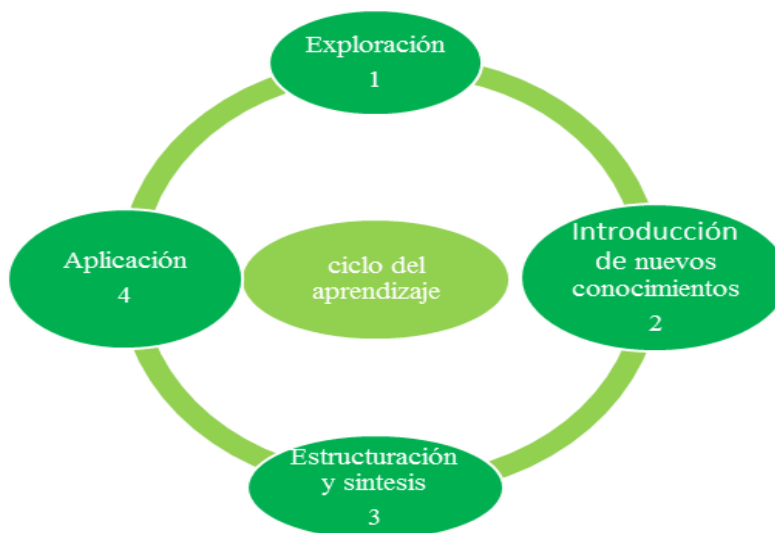 Exploración
1
Introducción
de nuevos
conocimientos
2
Aplicación
4
ciclo del
aprendizaje
Estructuración
y sintesis
3